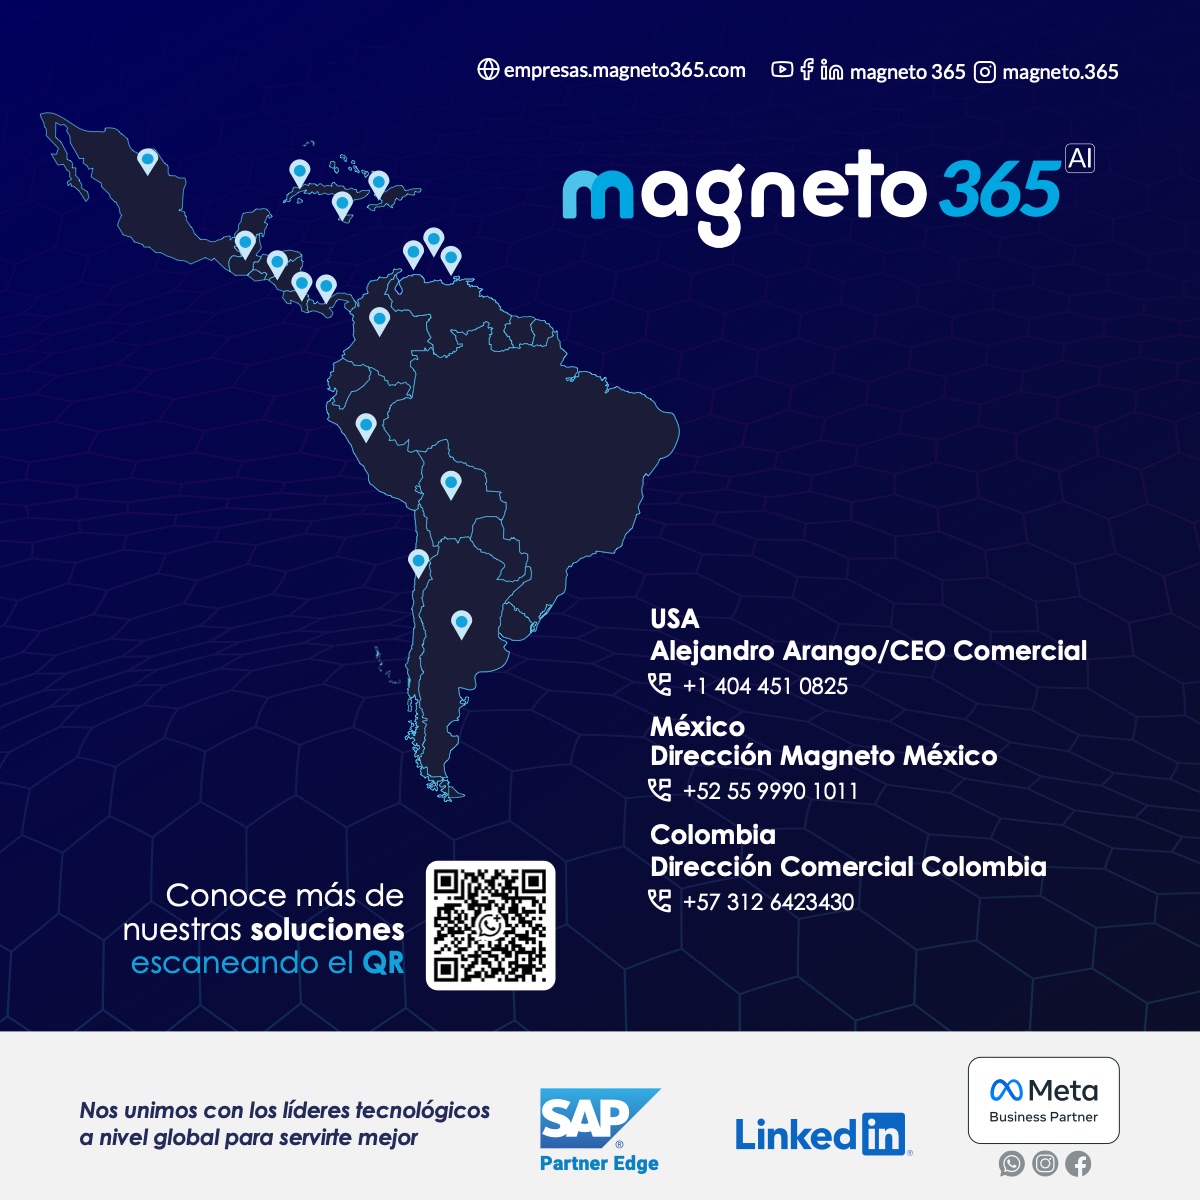 empresas.magneto365.com magneto 365 magneto.365
magneto 365 AI
USA
Alejandro Arango/CEO Comercial
+1 404 451 0825
México
Dirección Magneto México
+52 55 9990 1011
Colombia
Dirección Comercial Colombia
+57 312 6423430
Conoce más de
nuestras soluciones
escaneando el QR
Nos unimos con los líderes tecnológicos
a nivel global para servirte mejor
SAP®
Partner Edge
Linkedin®
Meta
Business Partner